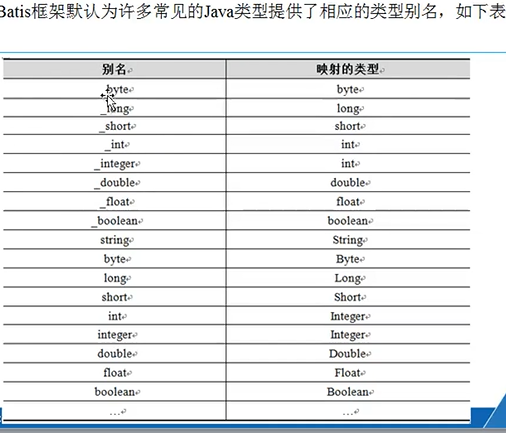 Batis框架默认为许多常见的Java类型提供了相应的类型别名，如下表
别名 映射的类型
_byte byte
_long long
_short short
_int int
_integer int
_double double
_float float
_boolean boolean
string String
byte Byte
long Long
short Short
int Integer
integer Integer
double Double
float Float
boolean Boolean
… …